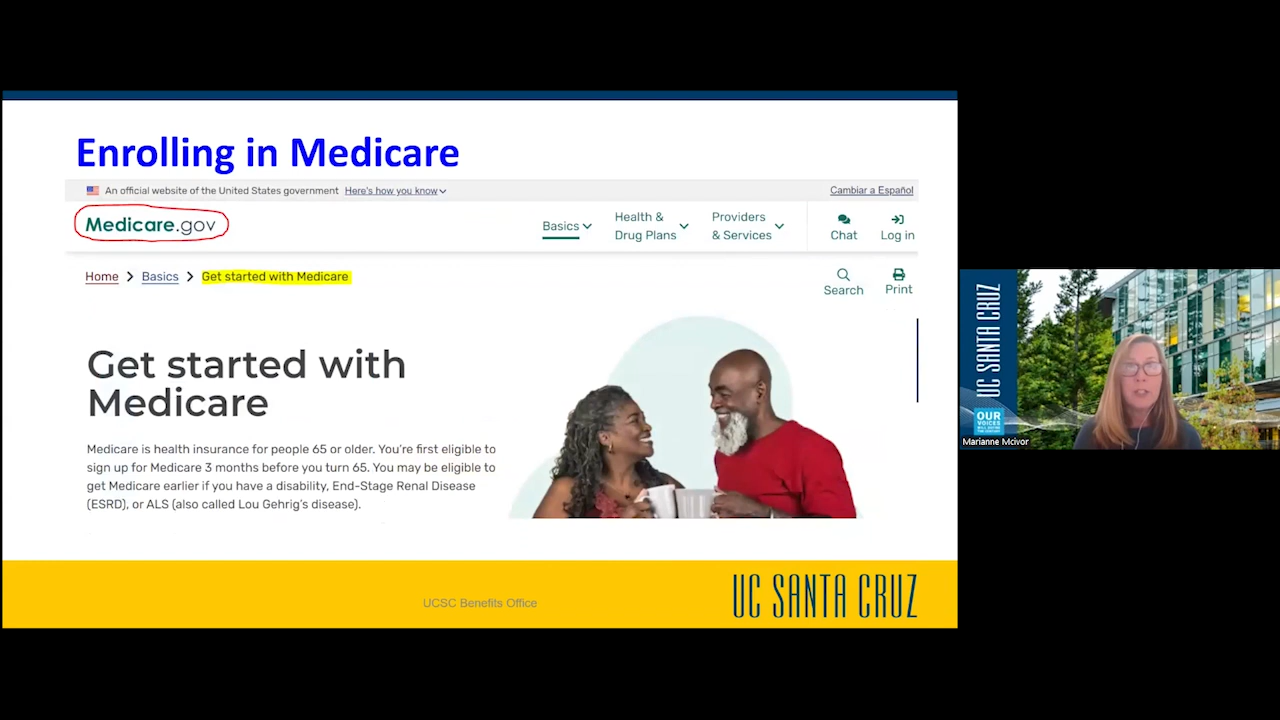 Enrolling in Medicare
An official website of the United States government Here's how you know
Cambiar a Español
Medicare.gov
Basics
Health &
Drug Plans
Providers
& Services
Chat
Log in
Home > Basics > Get started with Medicare
Search
Print
Get started with
Medicare
Medicare is health insurance for people 65 or older. You're first eligible to
sign up for Medicare 3 months before you turn 65. You may be eligible to
get Medicare earlier if you have a disability, End-Stage Renal Disease
(ESRD), or ALS (also called Lou Gehrig's disease).
UCSC Benefits Office
UC SANTA CRUZ
UC SANTA CRUZ
OUR
VOICES
Marianne Mcivor